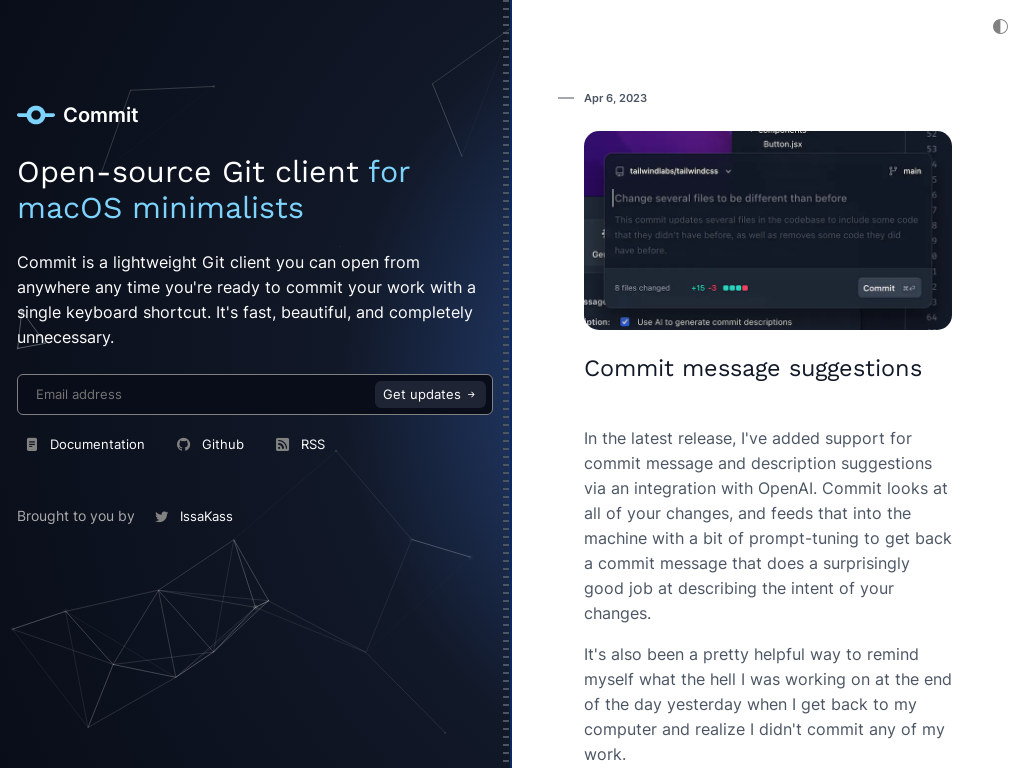 Commit
Open-source Git client for
macOS minimalists
Commit is a lightweight Git client you can open from
anywhere any time you're ready to commit your work with a
single keyboard shortcut. It's fast, beautiful, and completely
unnecessary.
Email address
Get updates →
Documentation
Github
RSS
Brought to you by
IssaKass
Apr 6, 2023
Components
Button.jsx
52
53
tailwindlabs/tailwindcss
main
Change several files to be different than before
This commit updates several files in the codebase to include some code
that they didn't have before, as well as removes some code they did
have before.
8 files changed
+15 -3
Commit ⌘⏎
64
Use AI to generate commit descriptions
Commit message suggestions
In the latest release, I've added support for
commit message and description suggestions
via an integration with OpenAI. Commit looks at
all of your changes, and feeds that into the
machine with a bit of prompt-tuning to get back
a commit message that does a surprisingly
good job at describing the intent of your
changes.
It's also been a pretty helpful way to remind
myself what the hell I was working on at the end
of the day yesterday when I get back to my
computer and realize I didn't commit any of my
work.